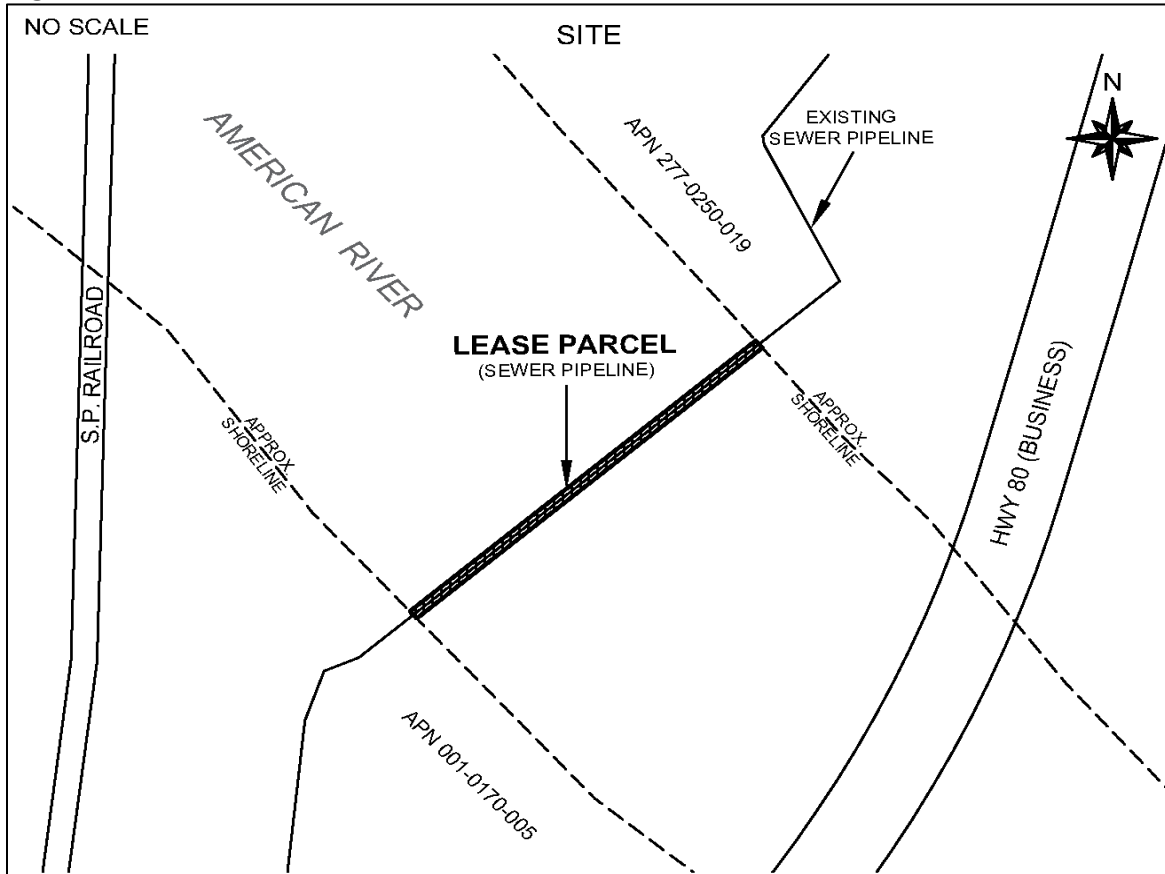 NO SCALE
SITE
N
AMERICAN RIVER
APN 277-0250-019
EXISTING
SEWER PIPELINE
S.P. RAILROAD
LEASE PARCEL
(SEWER PIPELINE)
APPROX.
SHORELINE
APPROX.
SHORELINE
HWY 80 (BUSINESS)
APN 001-0170-005